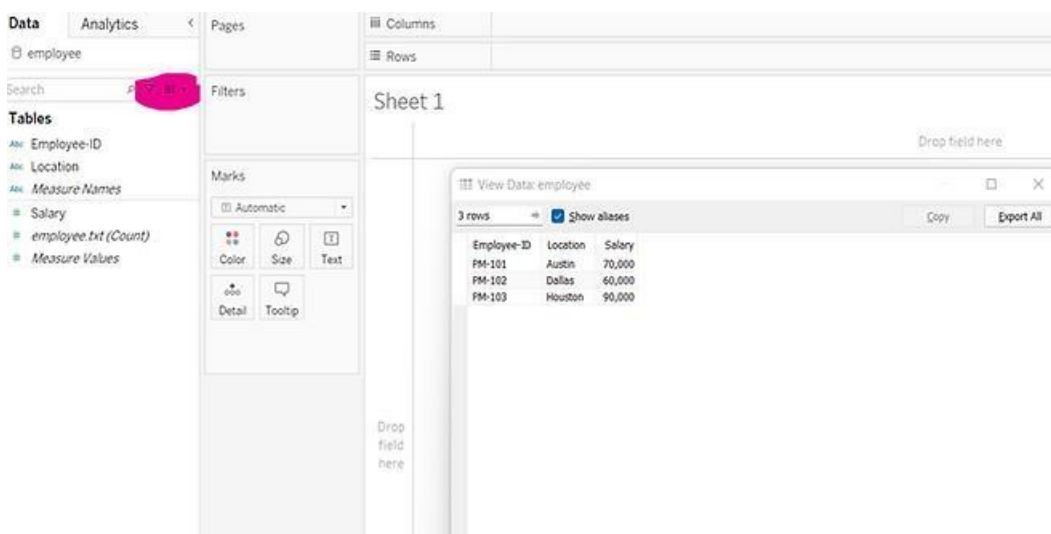 Data Analytics
employee
Search
Tables
Abc Employee-ID
Abc Location
Abc Measure Names
# Salary
# employee.txt (Count)
# Measure Values
Pages
Filters
Marks
Automatic
Color Size Text
Detail Tooltip
Columns
Rows
Sheet 1
Drop field here
Drop
field
here
View Data: employee
3 rows Show aliases Copy Export All
Employee-ID Location Salary
PM-101 Austin 70,000
PM-102 Dallas 60,000
PM-103 Houston 90,000